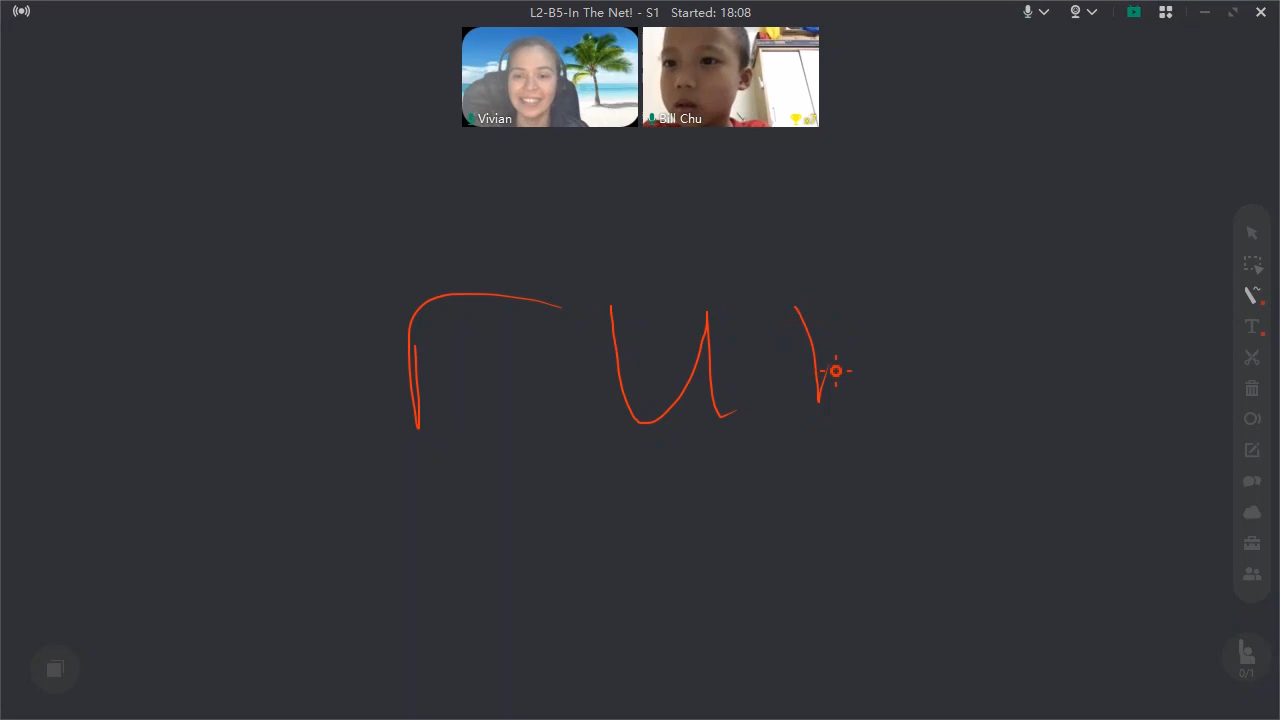 L2-B5-In The Net! - S1 Started: 18:08
Vivian
Bill Chu
r u
T
0/1